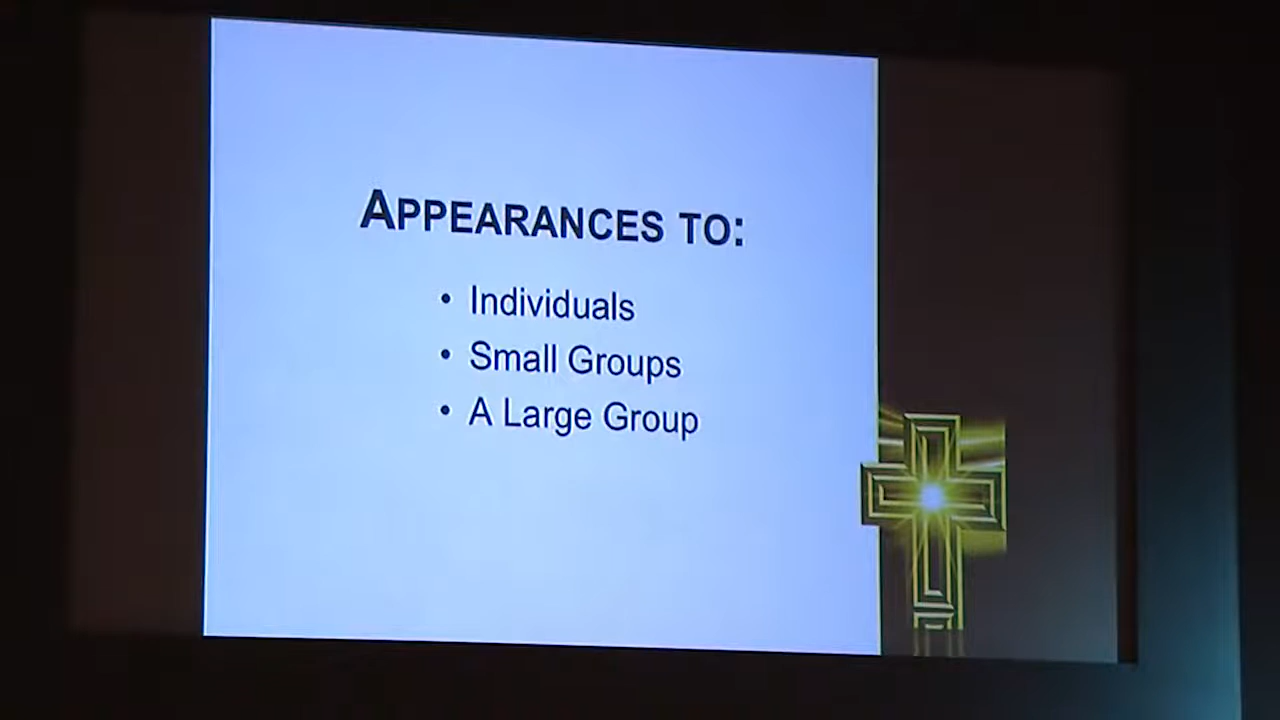 APPEARANCES TO:
• Individuals
• Small Groups
• A Large Group